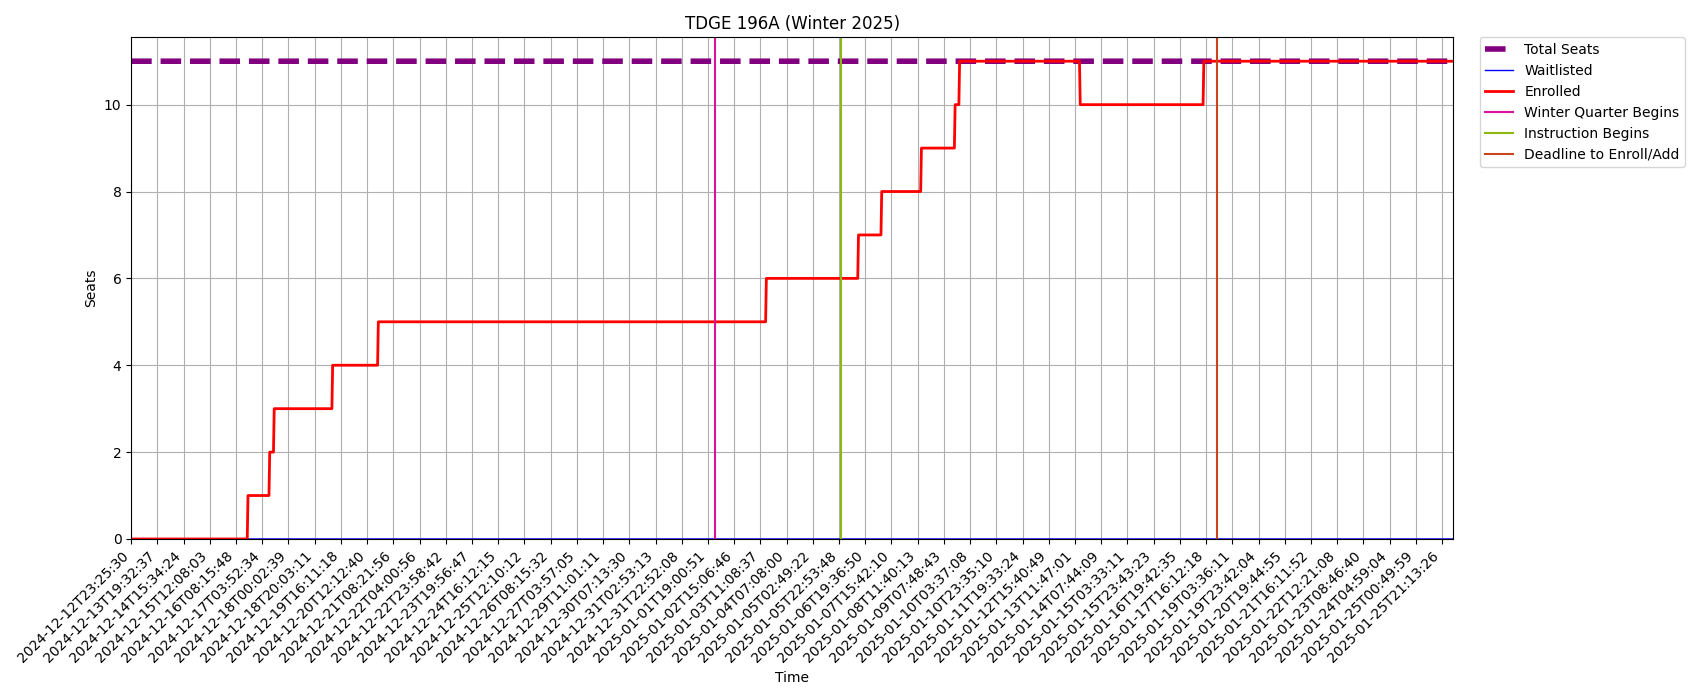 TDGE 196A (Winter 2025)
Total Seats
Waitlisted
Enrolled
Winter Quarter Begins
Instruction Begins
Deadline to Enroll/Add
Seats
10
8
6
4
2
0
2024-12-12T23:25:30
2024-12-13T19:32:37
2024-12-14T15:34:24
2024-12-15T12:08:03
2024-12-16T08:15:48
2024-12-17T03:52:34
2024-12-18T00:02:39
2024-12-18T20:03:11
2024-12-19T16:11:18
2024-12-20T12:12:40
2024-12-21T08:21:56
2024-12-22T04:00:56
2024-12-22T23:58:42
2024-12-23T19:56:47
2024-12-24T16:12:15
2024-12-25T12:10:12
2024-12-26T08:15:32
2024-12-27T03:57:05
2024-12-29T11:01:11
2024-12-30T07:13:30
2024-12-31T02:53:13
2024-12-31T22:52:08
2025-01-01T19:00:51
2025-01-02T15:06:46
2025-01-03T11:08:37
2025-01-04T07:08:00
2025-01-05T02:49:22
2025-01-05T22:53:48
2025-01-06T19:36:50
2025-01-07T15:42:10
2025-01-08T11:40:13
2025-01-09T07:48:43
2025-01-10T03:37:08
2025-01-10T23:35:10
2025-01-11T19:33:24
2025-01-12T15:40:49
2025-01-13T11:47:01
2025-01-14T07:44:09
2025-01-15T03:33:11
2025-01-15T23:43:23
2025-01-16T19:42:35
2025-01-17T16:12:18
2025-01-19T03:36:11
2025-01-19T23:42:04
2025-01-20T19:44:55
2025-01-21T16:11:52
2025-01-22T12:21:08
2025-01-23T08:46:40
2025-01-24T04:59:04
2025-01-25T00:49:59
2025-01-25T21:13:26
Time